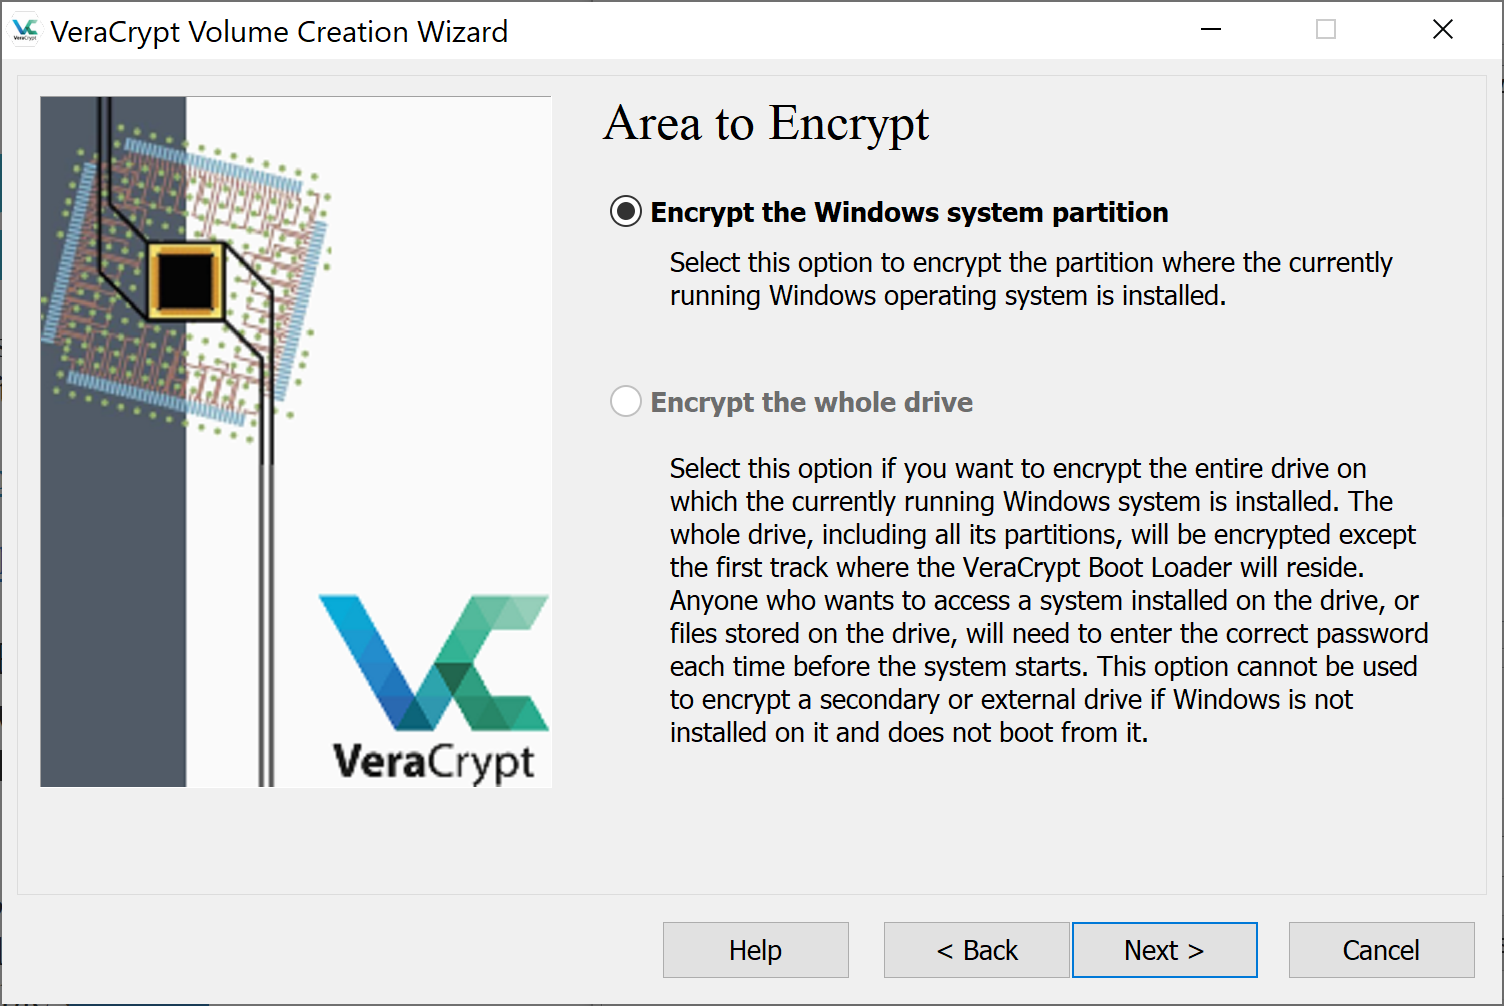 VeraCrypt Volume Creation Wizard
Area to Encrypt
Encrypt the Windows system partition
Select this option to encrypt the partition where the currently
running Windows operating system is installed.
Encrypt the whole drive
Select this option if you want to encrypt the entire drive on
which the currently running Windows system is installed. The
whole drive, including all its partitions, will be encrypted except
the first track where the VeraCrypt Boot Loader will reside.
Anyone who wants to access a system installed on the drive, or
files stored on the drive, will need to enter the correct password
each time before the system starts. This option cannot be used
to encrypt a secondary or external drive if Windows is not
installed on it and does not boot from it.
VeraCrypt
Help
< Back
Next >
Cancel